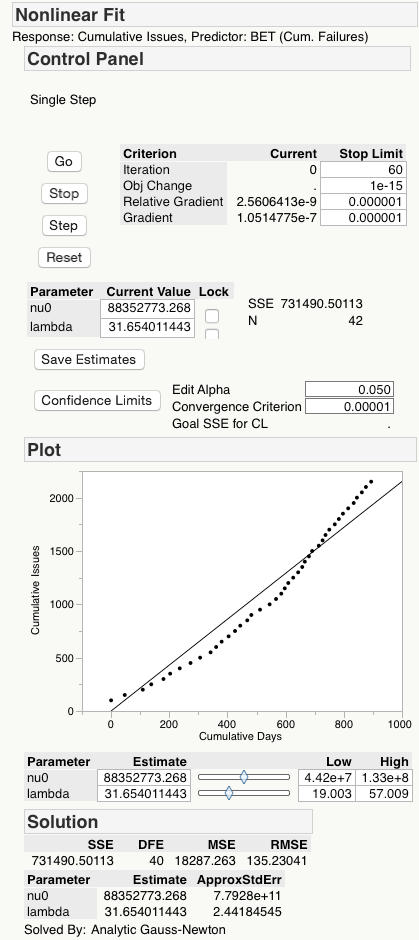 Nonlinear Fit
Response: Cumulative Issues, Predictor: BET (Cum. Failures)
Control Panel
Single Step
Go
Stop
Step
Reset
Criterion Current Stop Limit
Iteration 0 60
Obj Change . 1e-15
Relative Gradient 2.5606413e-9 0.000001
Gradient 1.0514775e-7 0.000001
Parameter Current Value Lock
nu0 88352773.268
lambda 31.654011443
SSE 731490.50113
N 42
Save Estimates
Confidence Limits
Edit Alpha 0.050
Convergence Criterion 0.00001
Goal SSE for CL .
Plot
Cumulative Issues
2000
1500
1000
500
0
0 200 400 600 800 1000
Cumulative Days
Parameter Estimate Low High
nu0 88352773.268 4.42e+7 1.33e+8
lambda 31.654011443 19.003 57.009
Solution
SSE DFE MSE RMSE
731490.50113 40 18287.263 135.23041
Parameter Estimate ApproxStdErr
nu0 88352773.268 7.7928e+11
lambda 31.654011443 2.44184545
Solved By: Analytic Gauss-Newton